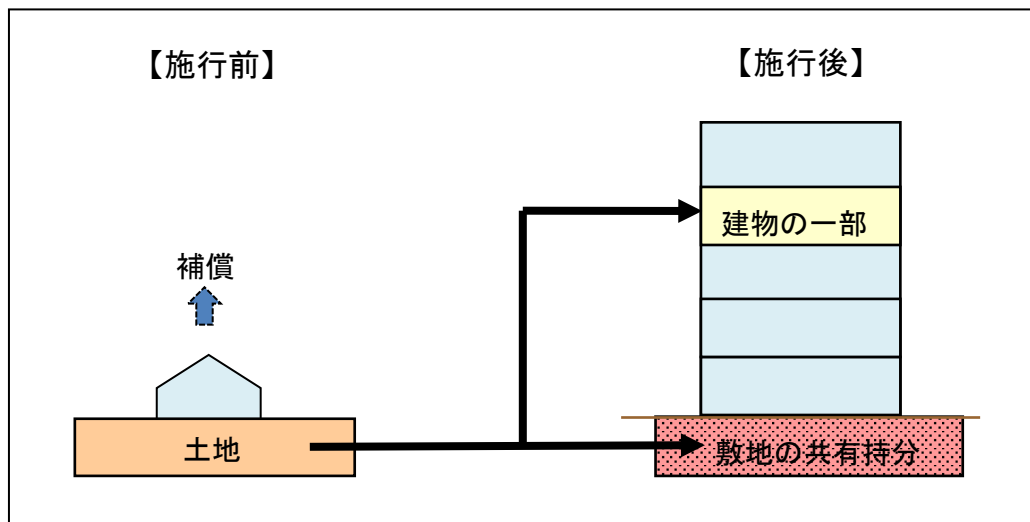 【施行前】
【施行後】
建物の一部
補償
土地
敷地の共有持分